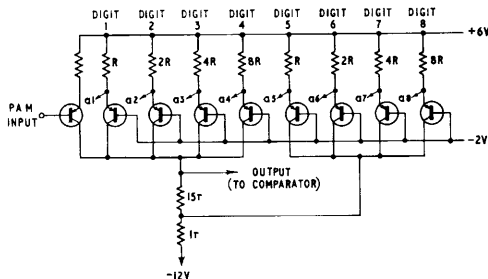 DIGIT DIGIT DIGIT DIGIT DIGIT DIGIT DIGIT DIGIT
1 2 3 4 5 6 7 8
+6V
R 2R 4R 8R R 2R 4R 8R
a1 a2 a3 a4 a5 a6 a7 a8
PAM
INPUT
-2V
OUTPUT
(TO COMPARATOR)
15r
1r
-12V